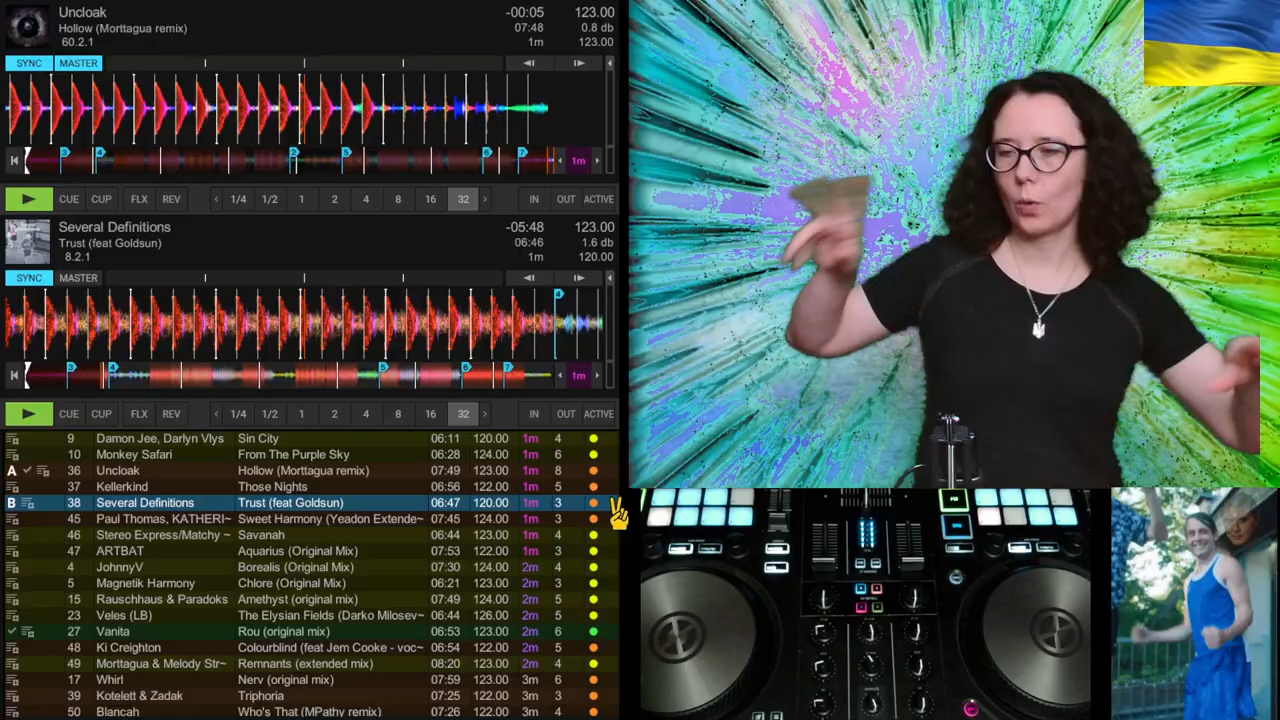 Uncloak -00:05 123.00
Hollow (Morttagua remix) 07:48 0.8 db
60.2.1 1m 123.00
SYNC MASTER
3 4 2 5 6 7 1m
CUE CUP FLX REV 1/4 1/2 1 2 4 8 16 32 IN OUT ACTIVE
Several Definitions -05:48 123.00
Trust (feat Goldsun) 06:46 1.6 db
8.2.1 1m 120.00
SYNC MASTER
4
3 4 5 6 7 1m
CUE CUP FLX REV 1/4 1/2 1 2 4 8 16 32 IN OUT ACTIVE
9 Damon Jee, Darlyn Vlys Sin City 06:11 120.00 1m 4
10 Monkey Safari From The Purple Sky 06:28 124.00 1m 6
A 36 Uncloak Hollow (Morttagua remix) 07:49 123.00 1m 8
37 Kellerkind Those Nights 06:56 122.00 1m 5
B 38 Several Definitions Trust (feat Goldsun) 06:47 120.00 1m 3
45 Paul Thomas, KATHERI~ Sweet Harmony (Yeadon Extende~ 07:45 124.00 1m 3
46 Stereo Express/Matchy ~ Savanah 06:44 123.00 1m 4
47 ARTBAT Aquarius (Original Mix) 07:53 122.00 1m 3
4 JohnnyV Borealis (Original Mix) 07:30 124.00 2m 4
5 Magnetik Harmony Chlore (Original Mix) 06:21 123.00 2m 3
15 Rauschhaus & Paradoks Amethyst (original mix) 07:49 124.00 2m 5
23 Veles (LB) The Elysian Fields (Darko Milosev~ 06:44 126.00 2m 3
27 Vanita Rou (original mix) 06:53 123.00 2m 6
48 Ki Creighton Colourblind (feat Jem Cooke - voc~ 06:54 122.00 2m 5
49 Morttagua & Melody Str~ Remnants (extended mix) 08:20 123.00 2m 4
17 Whirl Nerv (original mix) 07:59 123.00 3m 6
39 Kotelett & Zadak Triphoria 07:25 122.00 3m 3
50 Blancah Who's That (MPathy remix) 07:26 122.00 3m 4